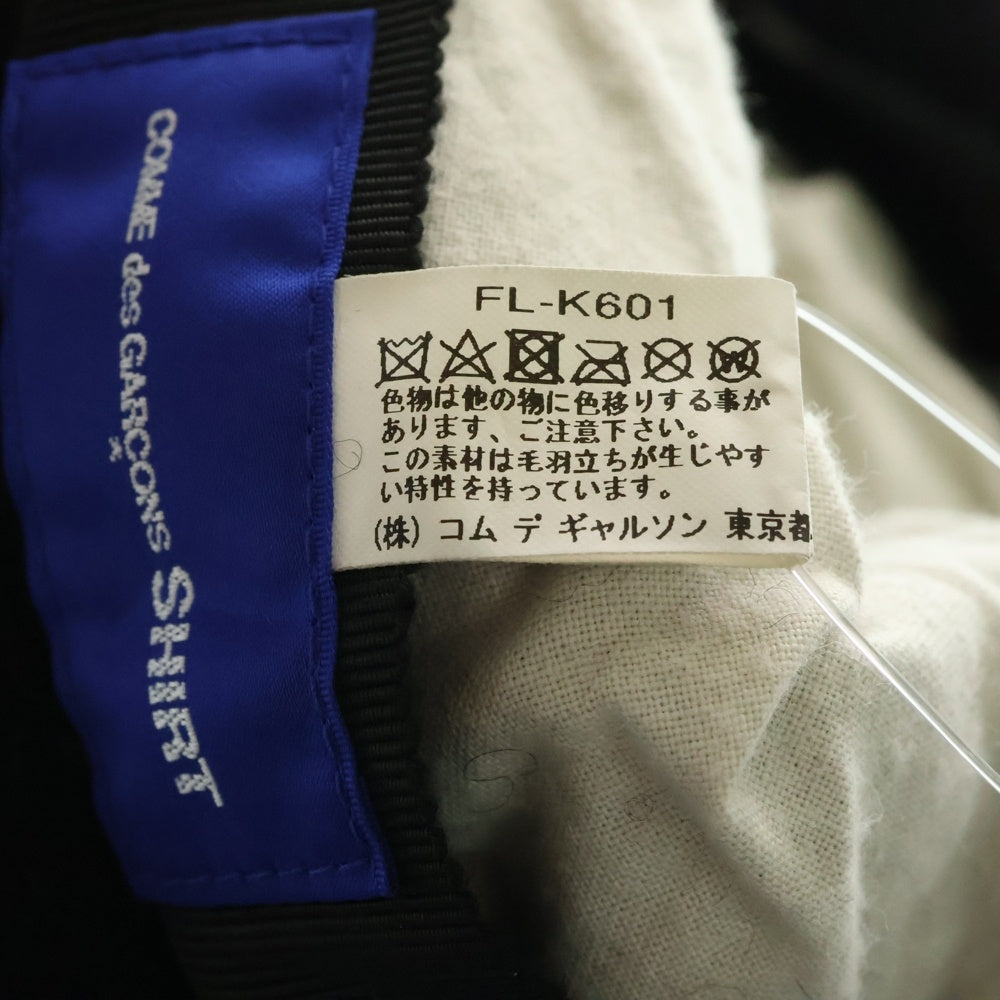 COMME des GARÇONS SHIRT
FL-K601
色物は他の物に色移りする事が
あります、ご注意下さい。
この素材は毛羽立ちが生じやす
い特性を持っています。
(株) コム デ ギャルソン 東京都